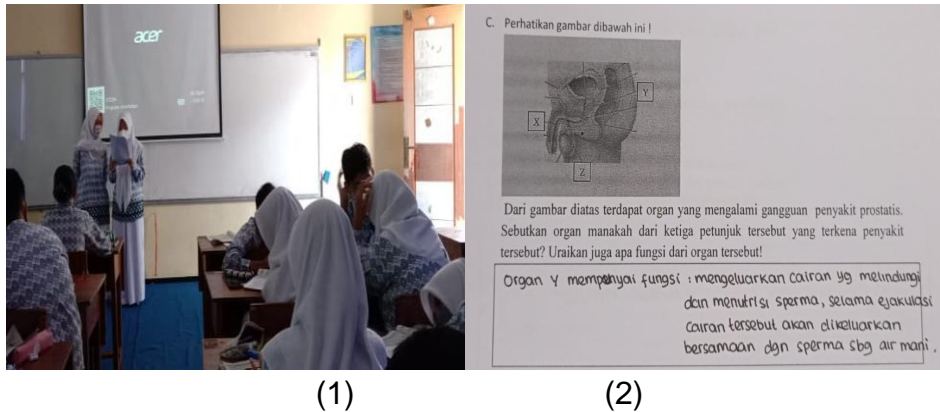 acer
C. Perhatikan gambar dibawah ini !
Y
X
Z
Dari gambar diatas terdapat organ yang mengalami gangguan penyakit prostatis.
Sebutkan organ manakah dari ketiga petunjuk tersebut yang terkena penyakit
tersebut? Uraikan juga apa fungsi dari organ tersebut!
Organ Y mempunyai fungsi : mengeluarkan cairan yg melindungi
dan menutrisi sperma, selama ejakulasi
cairan tersebut akan dikeluarkan
bersamaan dgn sperma sbg air mani.
(1) (2)